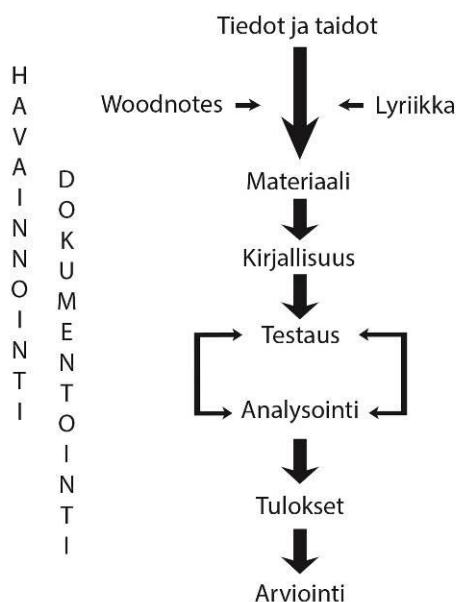 Tiedot ja taidot
HAVAINNOINTI
Woodnotes
Lyriikka
DOKUMENTOINTI
Materiaali
Kirjallisuus
Testaus
Analysointi
Tulokset
Arviointi